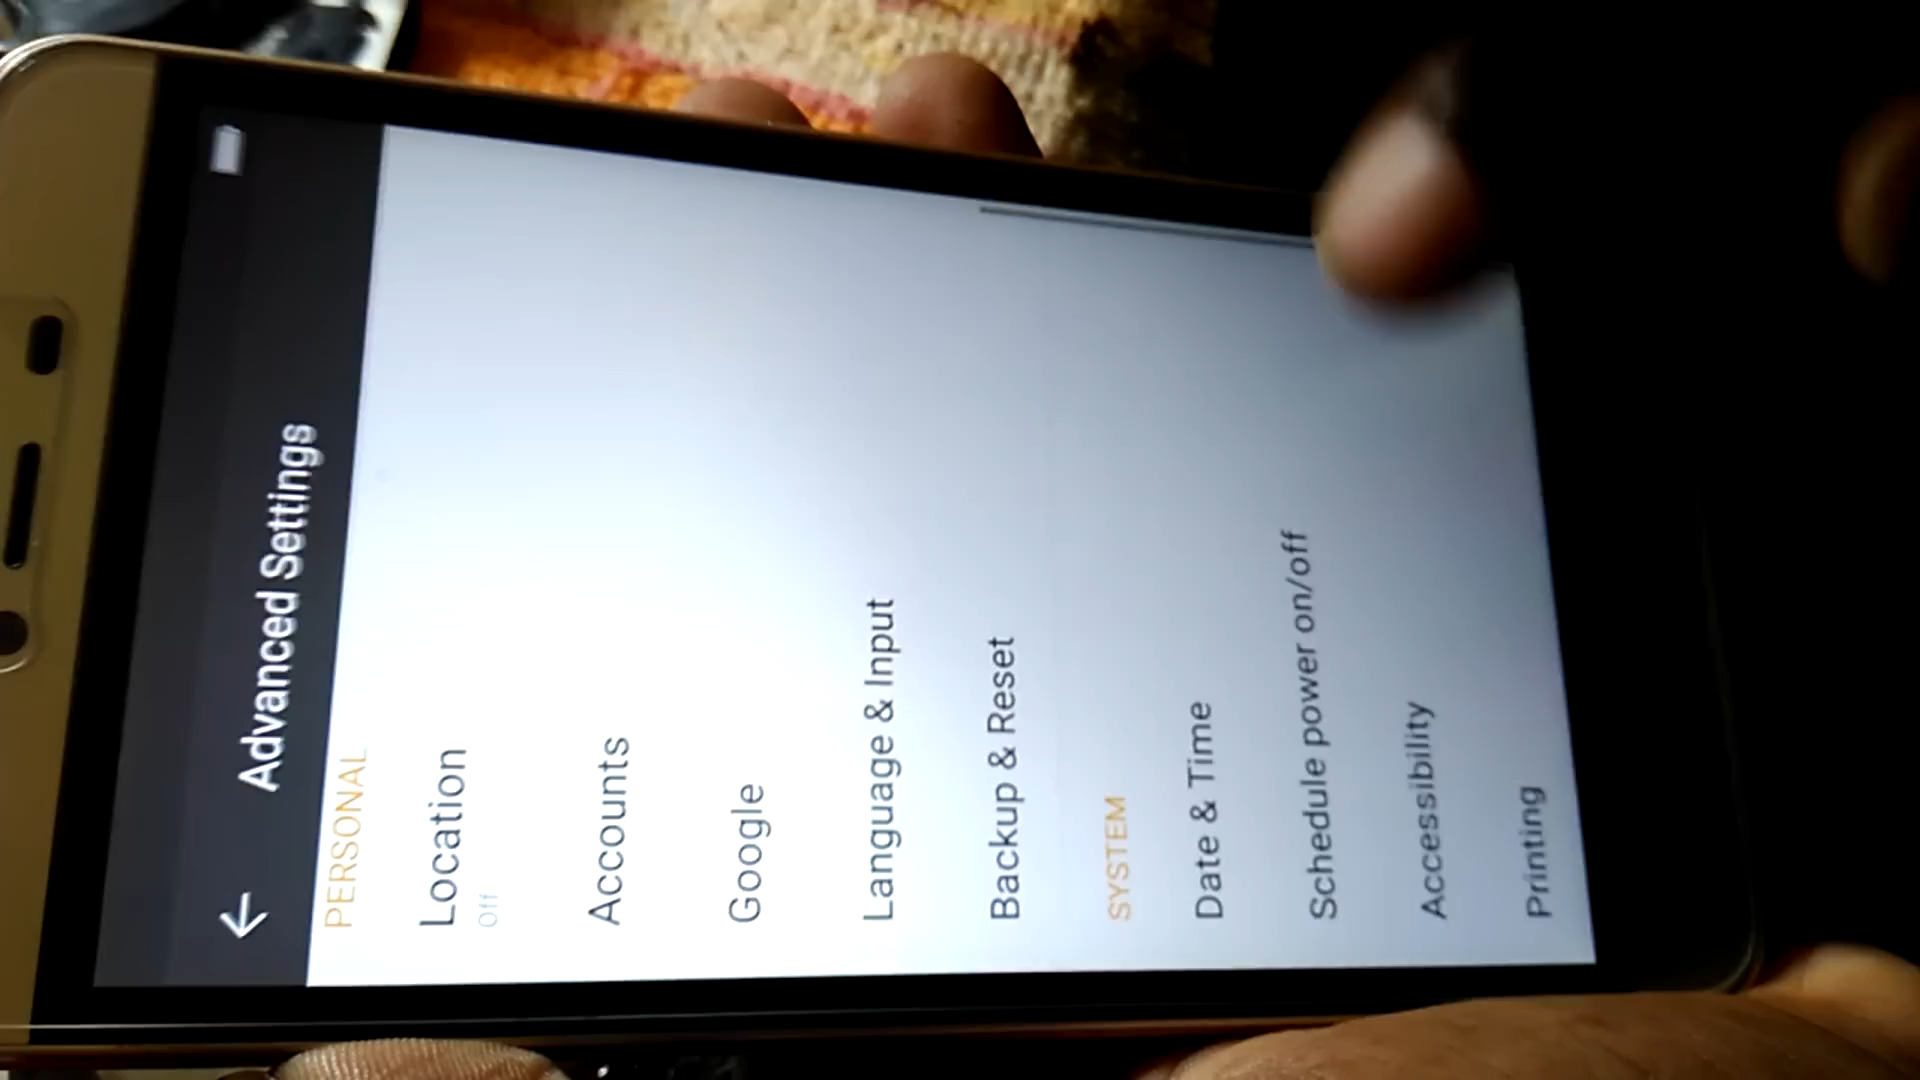 Advanced Settings
PERSONAL
Location
Off
Accounts
Google
Language & Input
Backup & Reset
SYSTEM
Date & Time
Schedule power on/off
Accessibility
Printing